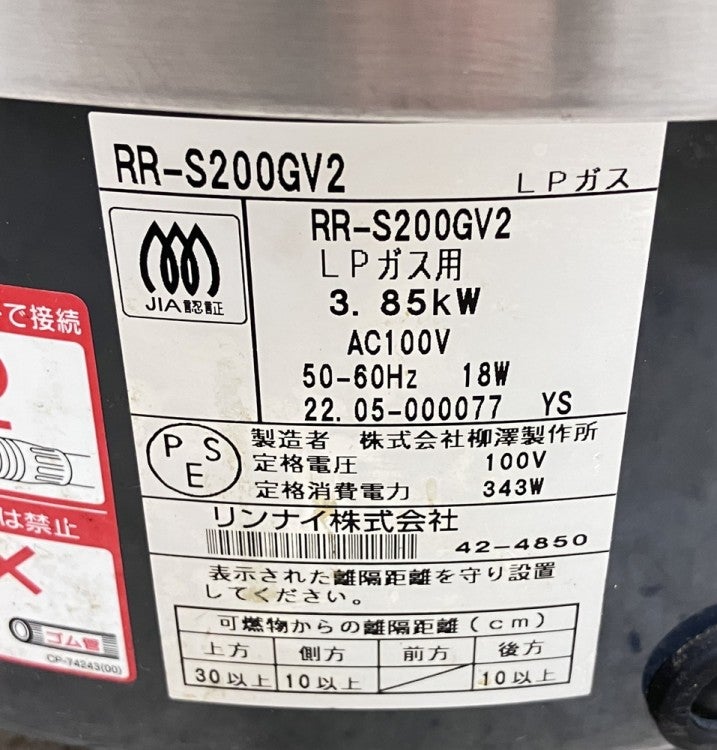 RR-S200GV2 LPガス
JIA認証
RR-S200GV2
LPガス用
3.85kW
AC100V
50-60Hz 18W
22.05-000077 YS
PSE
製造者 株式会社柳澤製作所
定格電圧 100V
定格消費電力 343W
リンナイ株式会社
42-4850
表示された離隔距離を守り設置
してください。
可燃物からの離隔距離(cm)
上方 側方 前方 後方
30以上 10以上 10以上
で接続
は禁止
ゴム管
CP-74243(00)